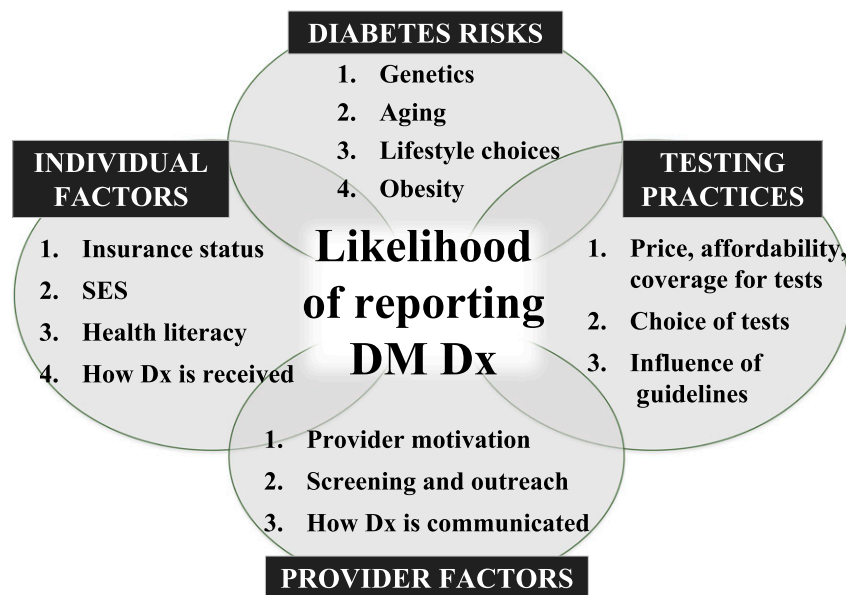 DIABETES RISKS
1. Genetics
2. Aging
3. Lifestyle choices
4. Obesity
INDIVIDUAL
FACTORS
1. Insurance status
2. SES
3. Health literacy
4. How Dx is received
Likelihood
of reporting
DM Dx
TESTING
PRACTICES
1. Price, affordability,
coverage for tests
2. Choice of tests
3. Influence of
guidelines
1. Provider motivation
2. Screening and outreach
3. How Dx is communicated
PROVIDER FACTORS